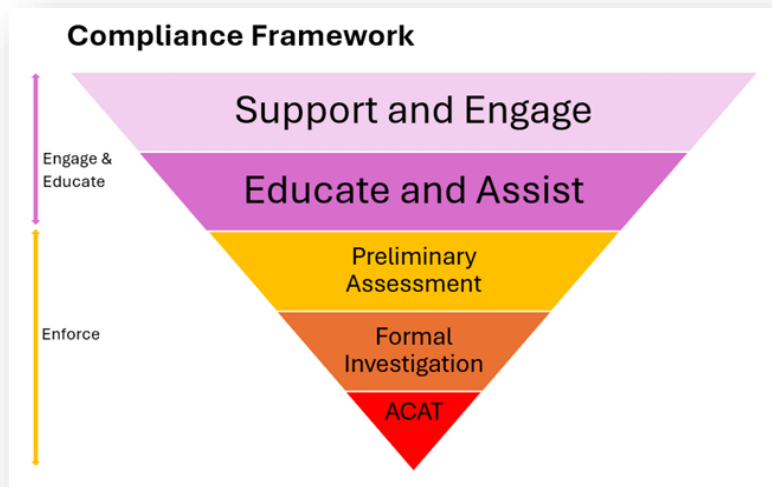 Compliance Framework
Support and Engage
Engage &
Educate
Educate and Assist
Preliminary
Assessment
Enforce
Formal
Investigation
ACAT